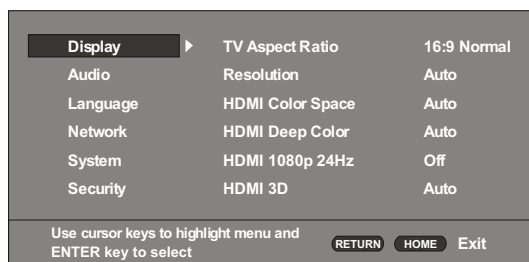 Display TV Aspect Ratio 16:9 Normal
Audio Resolution Auto
Language HDMI Color Space Auto
Network HDMI Deep Color Auto
System HDMI 1080p 24Hz Off
Security HDMI 3D Auto
Use cursor keys to highlight menu and
ENTER key to select
RETURN HOME Exit